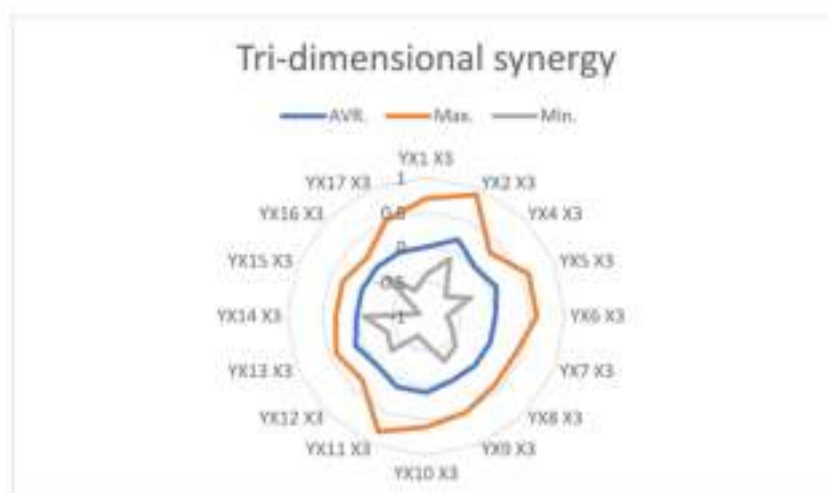 Tri-dimensional synergy
AVR. Max. Min.
YX1 X3
YX2 X3
YX4 X3
YX5 X3
YX6 X3
YX7 X3
YX8 X3
YX9 X3
YX10 X3
YX11 X3
YX12 X3
YX13 X3
YX14 X3
YX15 X3
YX16 X3
YX17 X3
1
0
-1